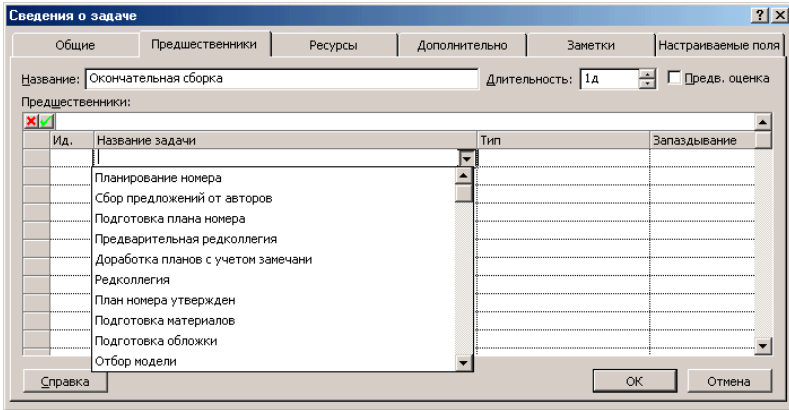 Сведения о задаче
Общие Предшественники Ресурсы Дополнительно Заметки Настраиваемые поля
Название: Окончательная сборка Длительность: 1д Предв. оценка
Предшественники:
Ид. Название задачи Тип Запаздывание
Планирование номера
Сбор предложений от авторов
Подготовка плана номера
Предварительная редколлегия
Доработка планов с учетом замечани
Редколлегия
План номера утвержден
Подготовка материалов
Подготовка обложки
Отбор модели
Справка ОК Отмена